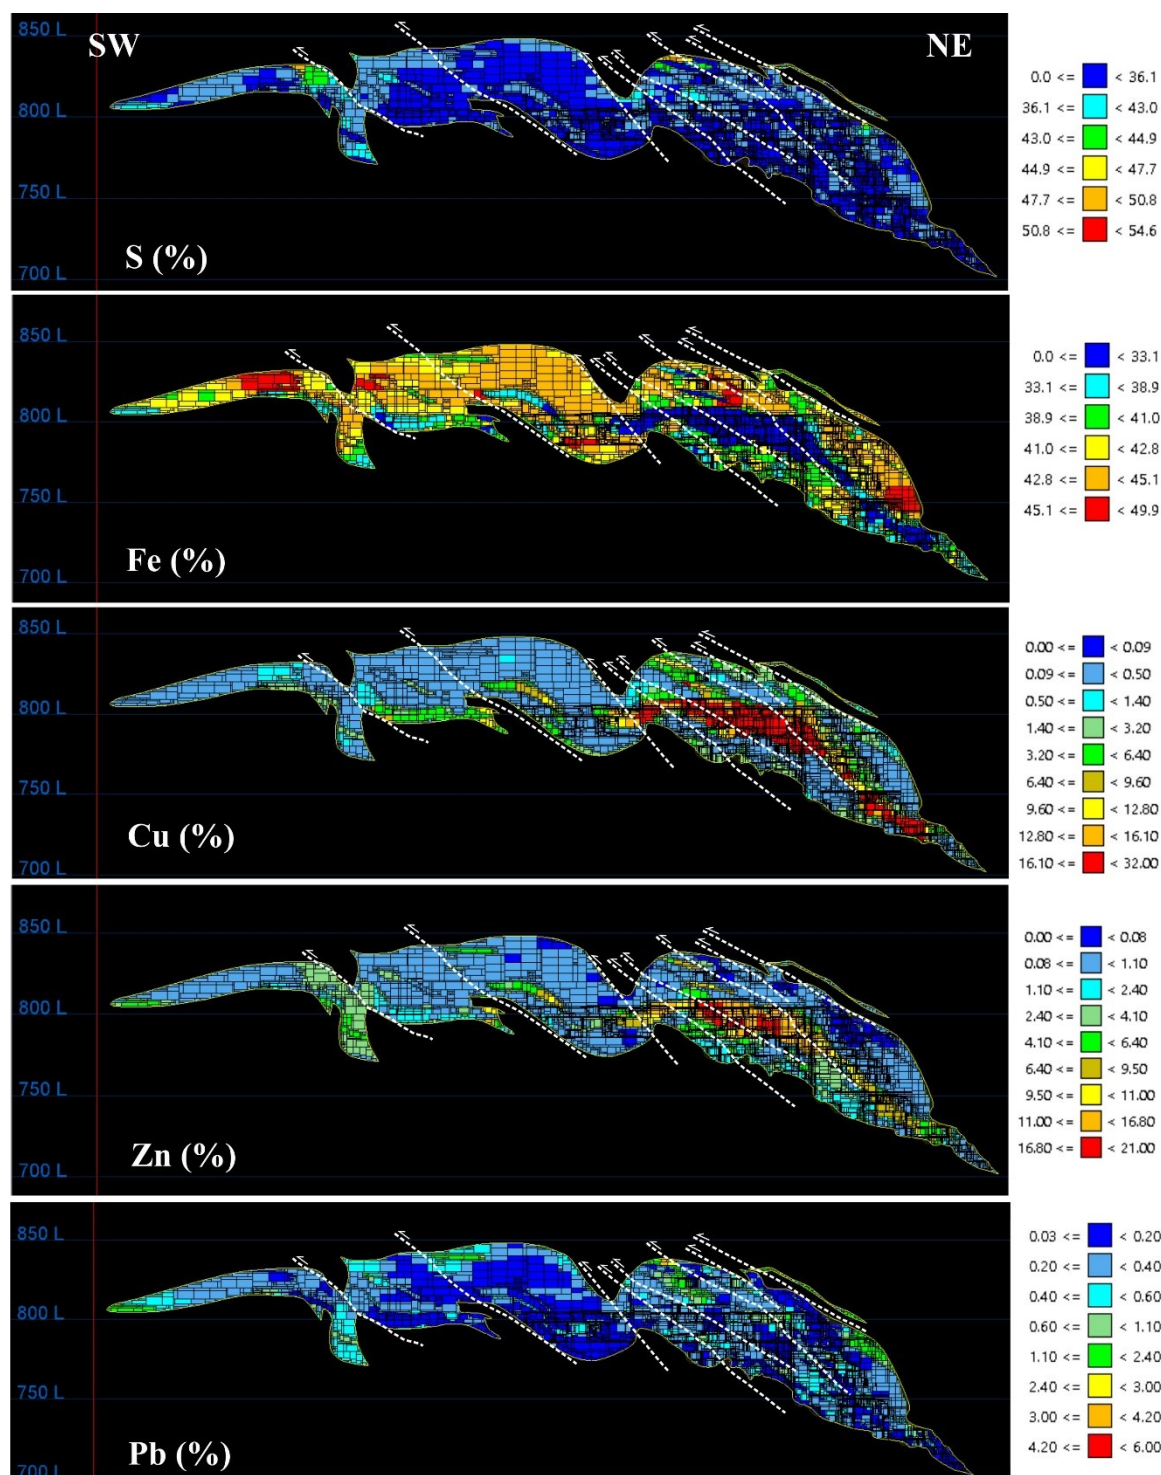 850 L
SW
NE
800 L
750 L
S (%)
700 L
0.0 <= < 36.1
36.1 <= < 43.0
43.0 <= < 44.9
44.9 <= < 47.7
47.7 <= < 50.8
50.8 <= < 54.6
850 L
800 L
750 L
Fe (%)
700 L
0.0 <= < 33.1
33.1 <= < 38.9
38.9 <= < 41.0
41.0 <= < 42.8
42.8 <= < 45.1
45.1 <= < 49.9
850 L
800 L
750 L
Cu (%)
700 L
0.00 <= < 0.09
0.09 <= < 0.50
0.50 <= < 1.40
1.40 <= < 3.20
3.20 <= < 6.40
6.40 <= < 9.60
9.60 <= < 12.80
12.80 <= < 16.10
16.10 <= < 32.00
850 L
800 L
750 L
Zn (%)
700 L
0.00 <= < 0.08
0.08 <= < 1.10
1.10 <= < 2.40
2.40 <= < 4.10
4.10 <= < 6.40
6.40 <= < 9.50
9.50 <= < 11.00
11.00 <= < 16.80
16.80 <= < 21.00
850 L
800 L
750 L
Pb (%)
700 L
0.03 <= < 0.20
0.20 <= < 0.40
0.40 <= < 0.60
0.60 <= < 1.10
1.10 <= < 2.40
2.40 <= < 3.00
3.00 <= < 4.20
4.20 <= < 6.00